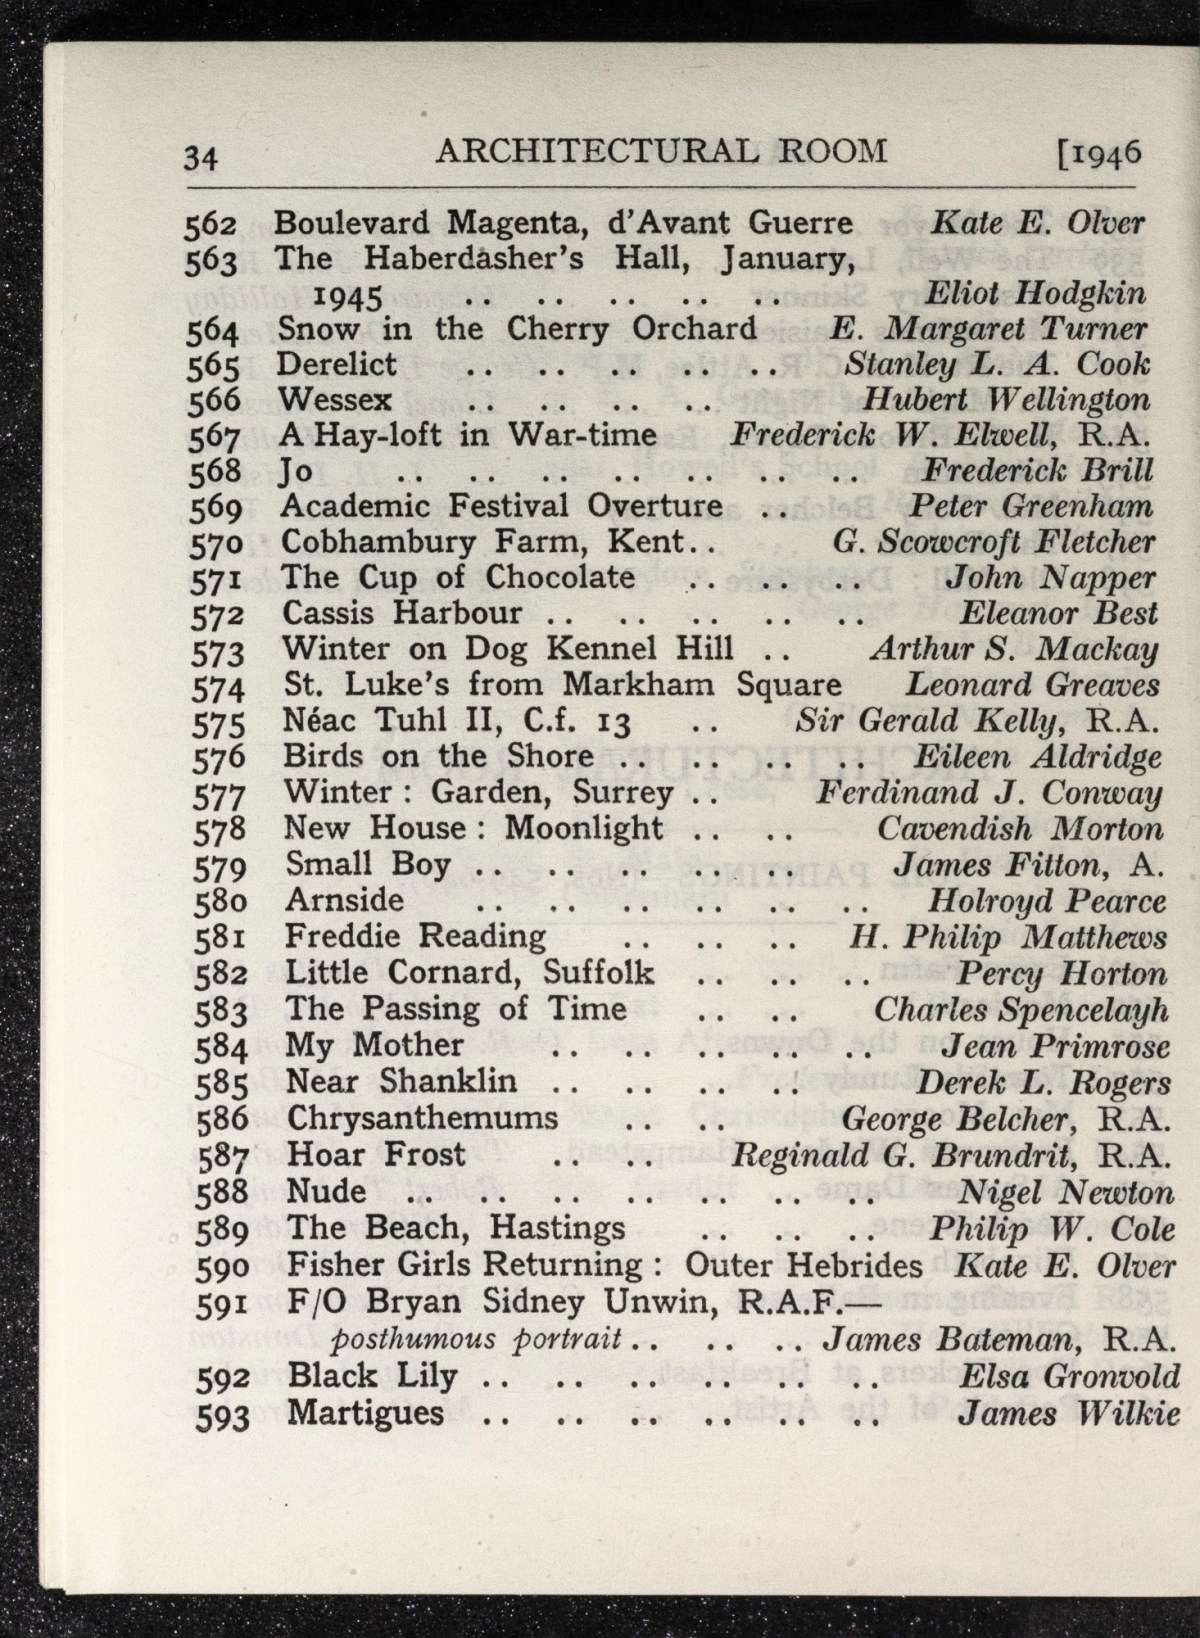 34 ARCHITECTURAL ROOM [1946
562 Boulevard Magenta, d'Avant Guerre Kate E. Olver
563 The Haberdasher's Hall, January,
1945 .. .. .. .. .. Eliot Hodgkin
564 Snow in the Cherry Orchard E. Margaret Turner
565 Derelict .. .. .. .. .. Stanley L. A. Cook
566 Wessex .. .. .. .. Hubert Wellington
567 A Hay-loft in War-time Frederick W. Elwell, R.A.
568 Jo .. .. .. .. .. .. .. Frederick Brill
569 Academic Festival Overture .. Peter Greenham
570 Cobhambury Farm, Kent.. G. Scowcroft Fletcher
571 The Cup of Chocolate .. .. .. John Napper
572 Cassis Harbour .. .. .. .. .. Eleanor Best
573 Winter on Dog Kennel Hill .. Arthur S. Mackay
574 St. Luke's from Markham Square Leonard Greaves
575 Néac Tuhl II, C.f. 13 .. Sir Gerald Kelly, R.A.
576 Birds on the Shore .. .. .. .. Eileen Aldridge
577 Winter : Garden, Surrey .. Ferdinand J. Conway
578 New House : Moonlight .. .. Cavendish Morton
579 Small Boy .. .. .. .. .. James Fitton, A.
580 Arnside .. .. .. .. .. .. Holroyd Pearce
581 Freddie Reading .. .. .. H. Philip Matthews
582 Little Cornard, Suffolk .. .. .. Percy Horton
583 The Passing of Time .. .. Charles Spencelayh
584 My Mother .. .. .. .. .. Jean Primrose
585 Near Shanklin .. .. .. .. Derek L. Rogers
586 Chrysanthemums .. .. George Belcher, R.A.
587 Hoar Frost .. .. Reginald G. Brundrit, R.A.
588 Nude .. .. .. .. .. .. .. Nigel Newton
589 The Beach, Hastings .. .. .. Philip W. Cole
590 Fisher Girls Returning : Outer Hebrides Kate E. Olver
591 F/O Bryan Sidney Unwin, R.A.F.—
posthumous portrait .. .. .. James Bateman, R.A.
592 Black Lily .. .. .. .. .. .. Elsa Gronvold
593 Martigues .. .. .. .. .. .. James Wilkie